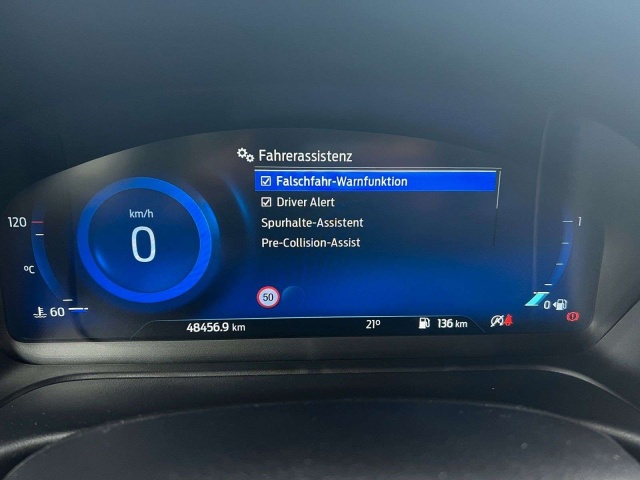 Fahrerassistenz
Falschfahr-Warnfunktion
Driver Alert
Spurhalte-Assistent
Pre-Collision-Assist
km/h
0
120
°C
60
50
1
0
48456.9 km
21°
136 km